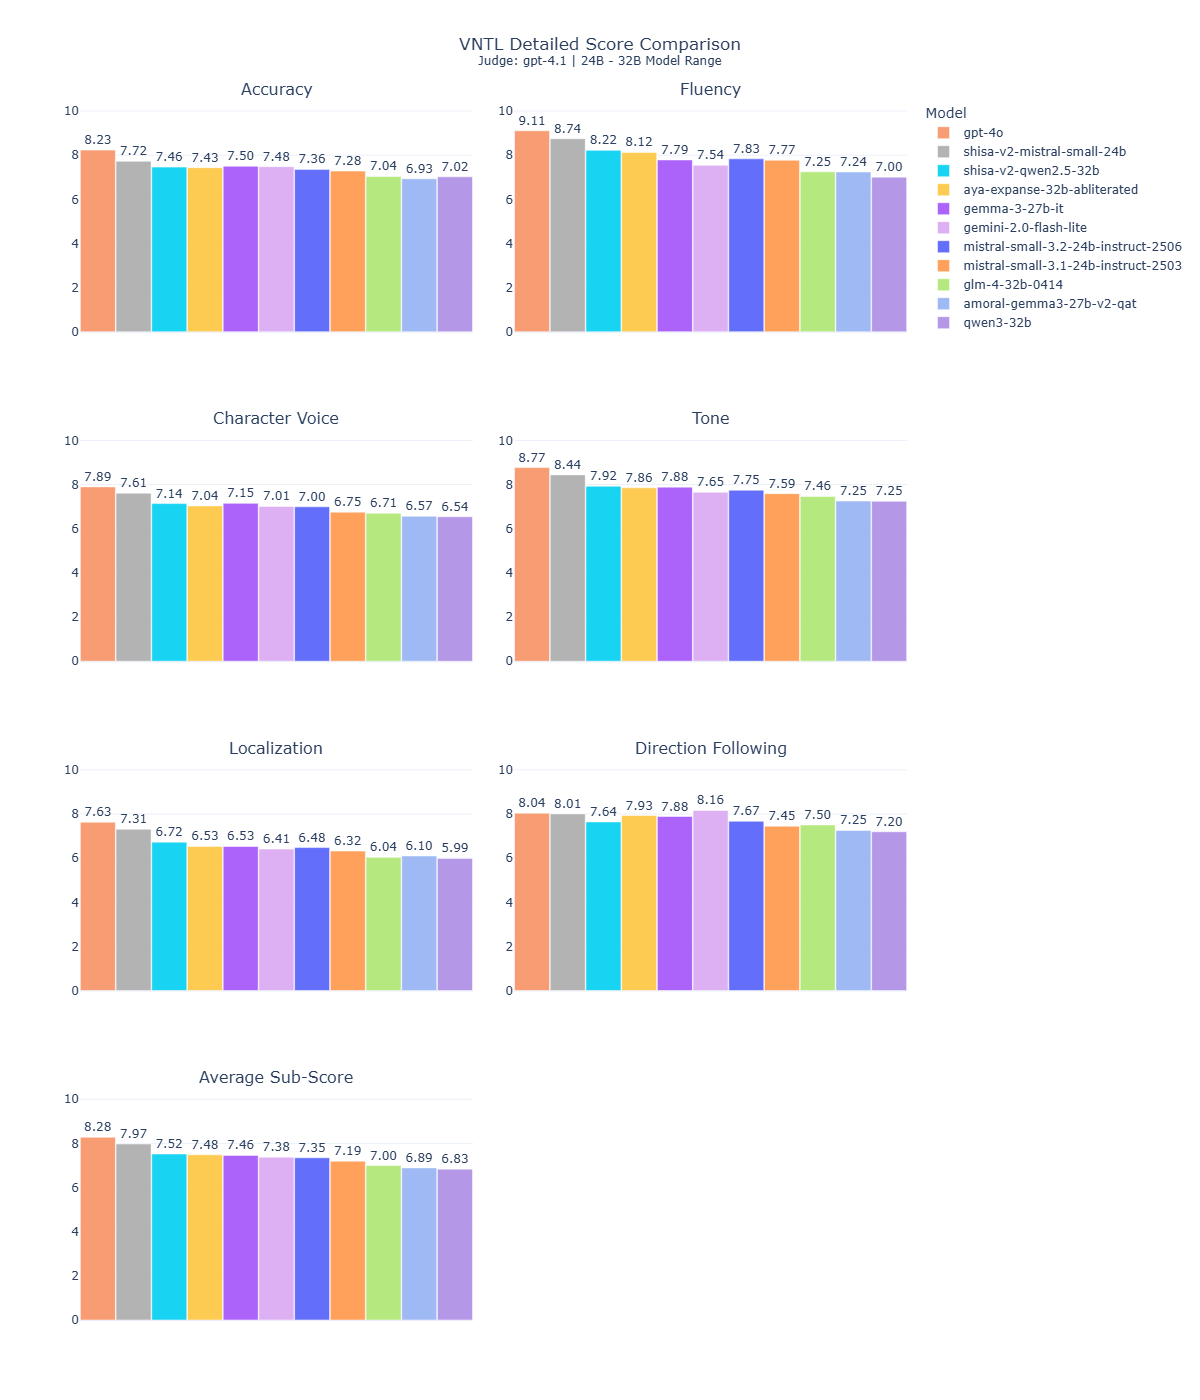 VNTL Detailed Score Comparison
Judge: gpt-4.1 | 24B - 32B Model Range
Accuracy
10
8
6
4
2
0
8.23 7.72 7.46 7.43 7.50 7.48 7.36 7.28 7.04 6.93 7.02
Fluency
10
8
6
4
2
0
9.11 8.74 8.22 8.12 7.79 7.54 7.83 7.77 7.25 7.24 7.00
Model
gpt-4o
shisa-v2-mistral-small-24b
shisa-v2-qwen2.5-32b
aya-expanse-32b-abliterated
gemma-3-27b-it
gemini-2.0-flash-lite
mistral-small-3.2-24b-instruct-2506
mistral-small-3.1-24b-instruct-2503
glm-4-32b-0414
amoral-gemma3-27b-v2-qat
qwen3-32b
Character Voice
10
8
6
4
2
0
7.89 7.61 7.14 7.04 7.15 7.01 7.00 6.75 6.71 6.57 6.54
Tone
10
8
6
4
2
0
8.77 8.44 7.92 7.86 7.88 7.65 7.75 7.59 7.46 7.25 7.25
Localization
10
8
6
4
2
0
7.63 7.31 6.72 6.53 6.53 6.41 6.48 6.32 6.04 6.10 5.99
Direction Following
10
8
6
4
2
0
8.04 8.01 7.64 7.93 7.88 8.16 7.67 7.45 7.50 7.25 7.20
Average Sub-Score
10
8
6
4
2
0
8.28 7.97 7.52 7.48 7.46 7.38 7.35 7.19 7.00 6.89 6.83